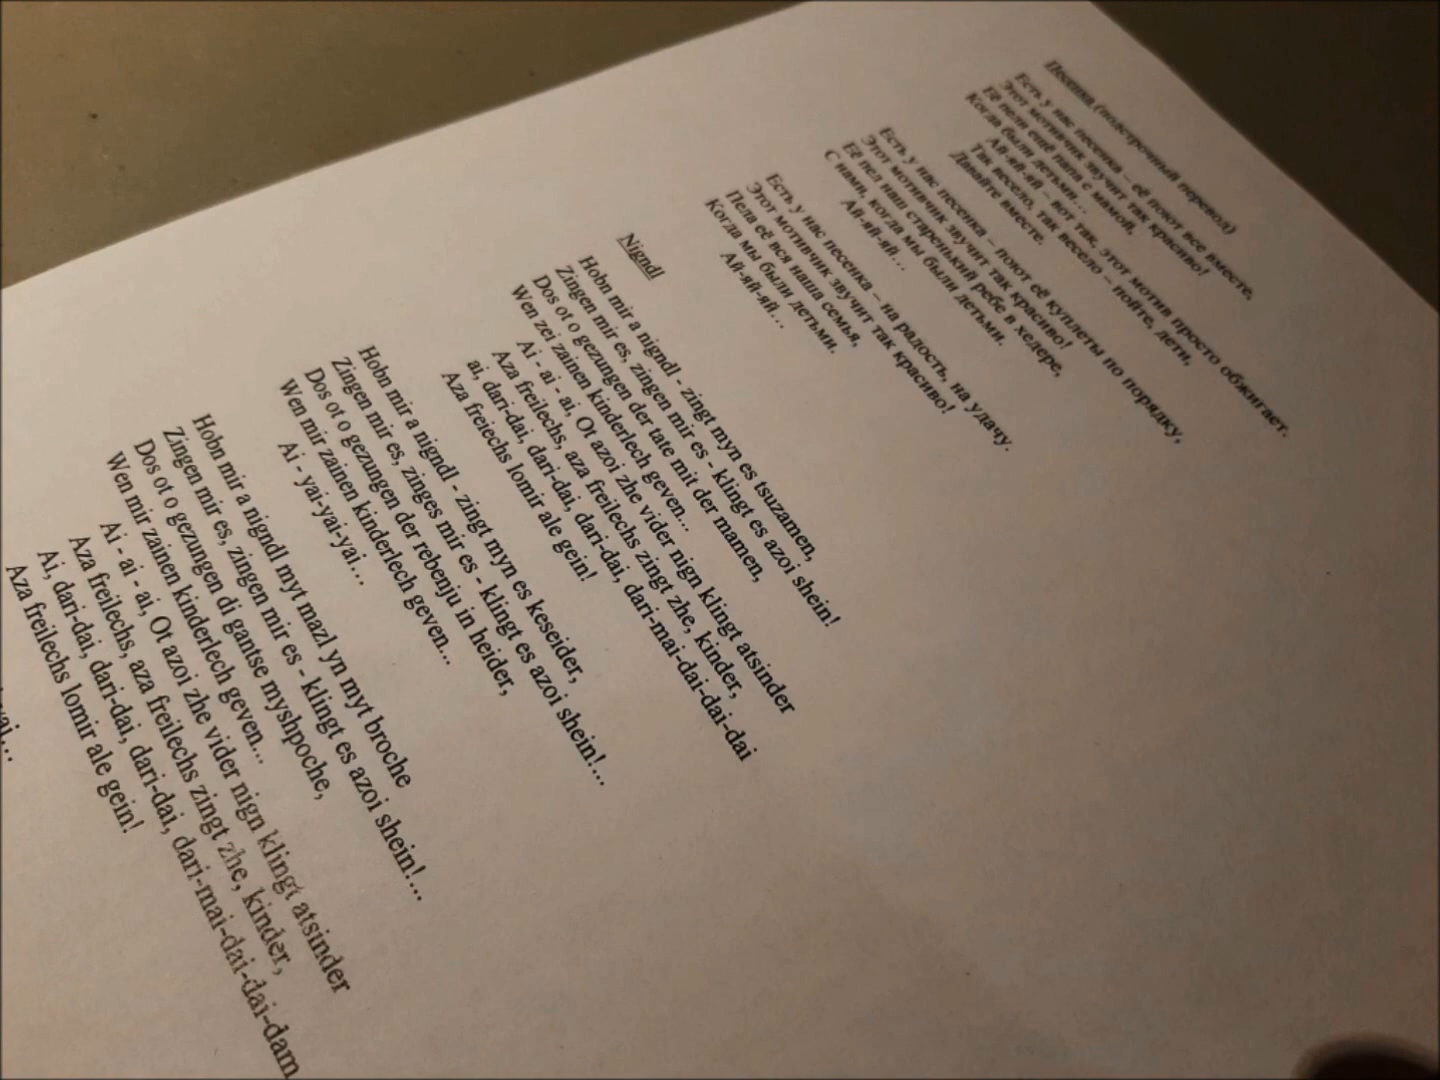 Песенка (подстрочный перевод)
Есть у нас песенка – её поют все вместе,
Этот мотивчик звучит так красиво!
Её пели ещё папа с мамой,
Когда были детьми…
Ай-яй-яй – вот так, этот мотив просто обжигает.
Так весело, так весело – пойте, дети,
Давайте вместе.
Есть у нас песенка – поют её куплеты по порядку,
Этот мотивчик звучит так красиво!
Её пел наш старенький ребе в хедере,
С нами, когда мы были детьми.
Ай-яй-яй…
Есть у нас песенка – на радость, на удачу.
Этот мотивчик звучит так красиво!
Пела её вся наша семья,
Когда мы были детьми.
Ай-яй-яй…
Nigndl
Hobn mir a nigndl - zingt myn es tsuzamen,
Zingen mir es, zingen mir es - klingt es azoi shein!
Dos ot o gezungen der tate mit der mamen,
Wen zei zainen kinderlech geven...
Ai - ai - ai, Ot azoi zhe vider nign klingt atsinder
Aza freilechs, aza freilechs zingt zhe, kinder,
ai, dari-dai, dari-dai, dari-dai, dari-mai-dai-dai-dai
Aza freiechs lomir ale gein!
Hobn mir a nigndl - zingt myn es keseider,
Zingen mir es, zinges mir es - klingt es azoi shein!...
Dos ot o gezungen der rebenju in heider,
Wen mir zainen kinderlech geven...
Ai - yai-yai-yai...
Hobn mir a nigndl myt mazl yn myt broche
Zingen mir es, zingen mir es - klingt es azoi shein!...
Dos ot o gezungen di gantse myshpoche,
Wen mir zainen kinderlech geven...
Ai - ai - ai, Ot azoi zhe vider nign klingt atsinder
Aza freilechs, aza freilechs zingt zhe, kinder,
Ai, dari-dai, dari-dai, dari-dai, dari-mai-dai-dai-dam
Aza freilechs lomir ale gein!